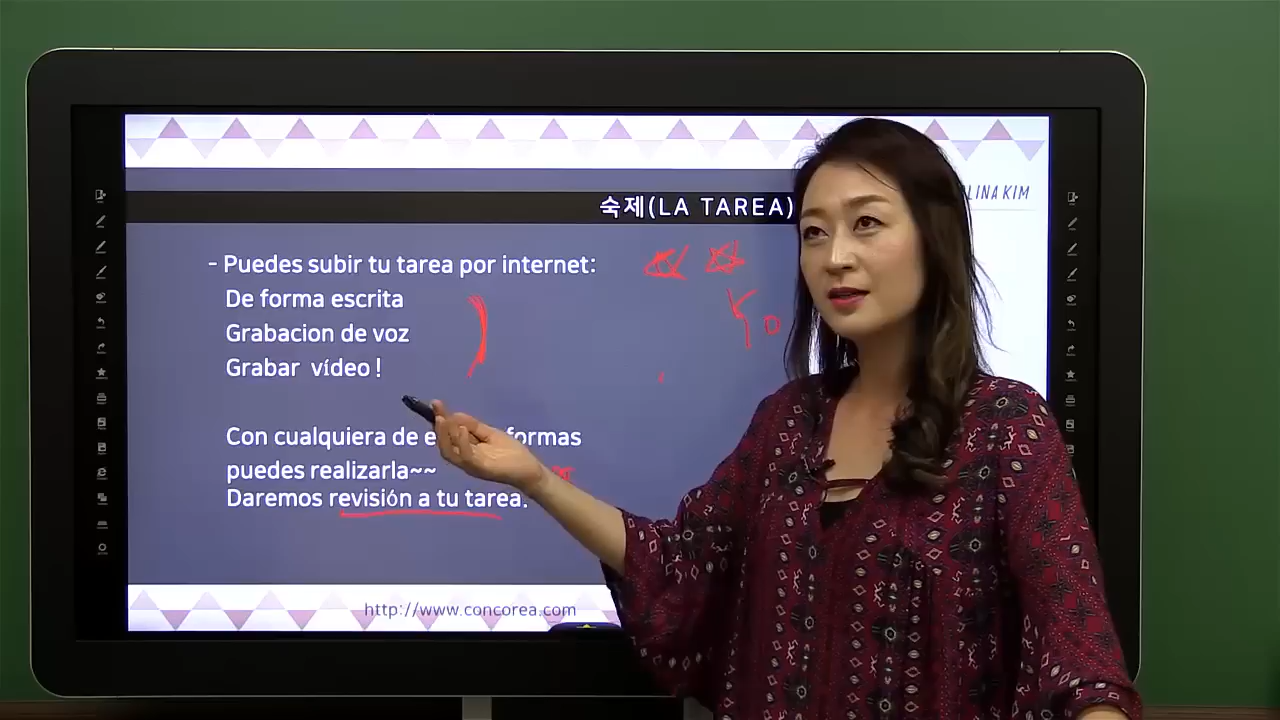 LINA KIM
숙제(LA TAREA)
- Puedes subir tu tarea por internet:
De forma escrita
Grabacion de voz
Grabar vídeo!
Con cualquiera de formas
puedes realizarla~~
Daremos revisión a tu tarea.
http://www.concorea.com